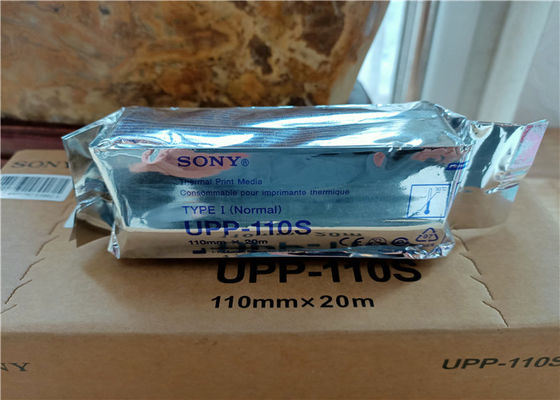 SONY
SONY®
Thermal Print Media
Consommable pour imprimante thermique
TYPE I (Normal)
UPP-110S
110mm × 20m
UPP-110S
110mm×20m
UPP-110S
NY